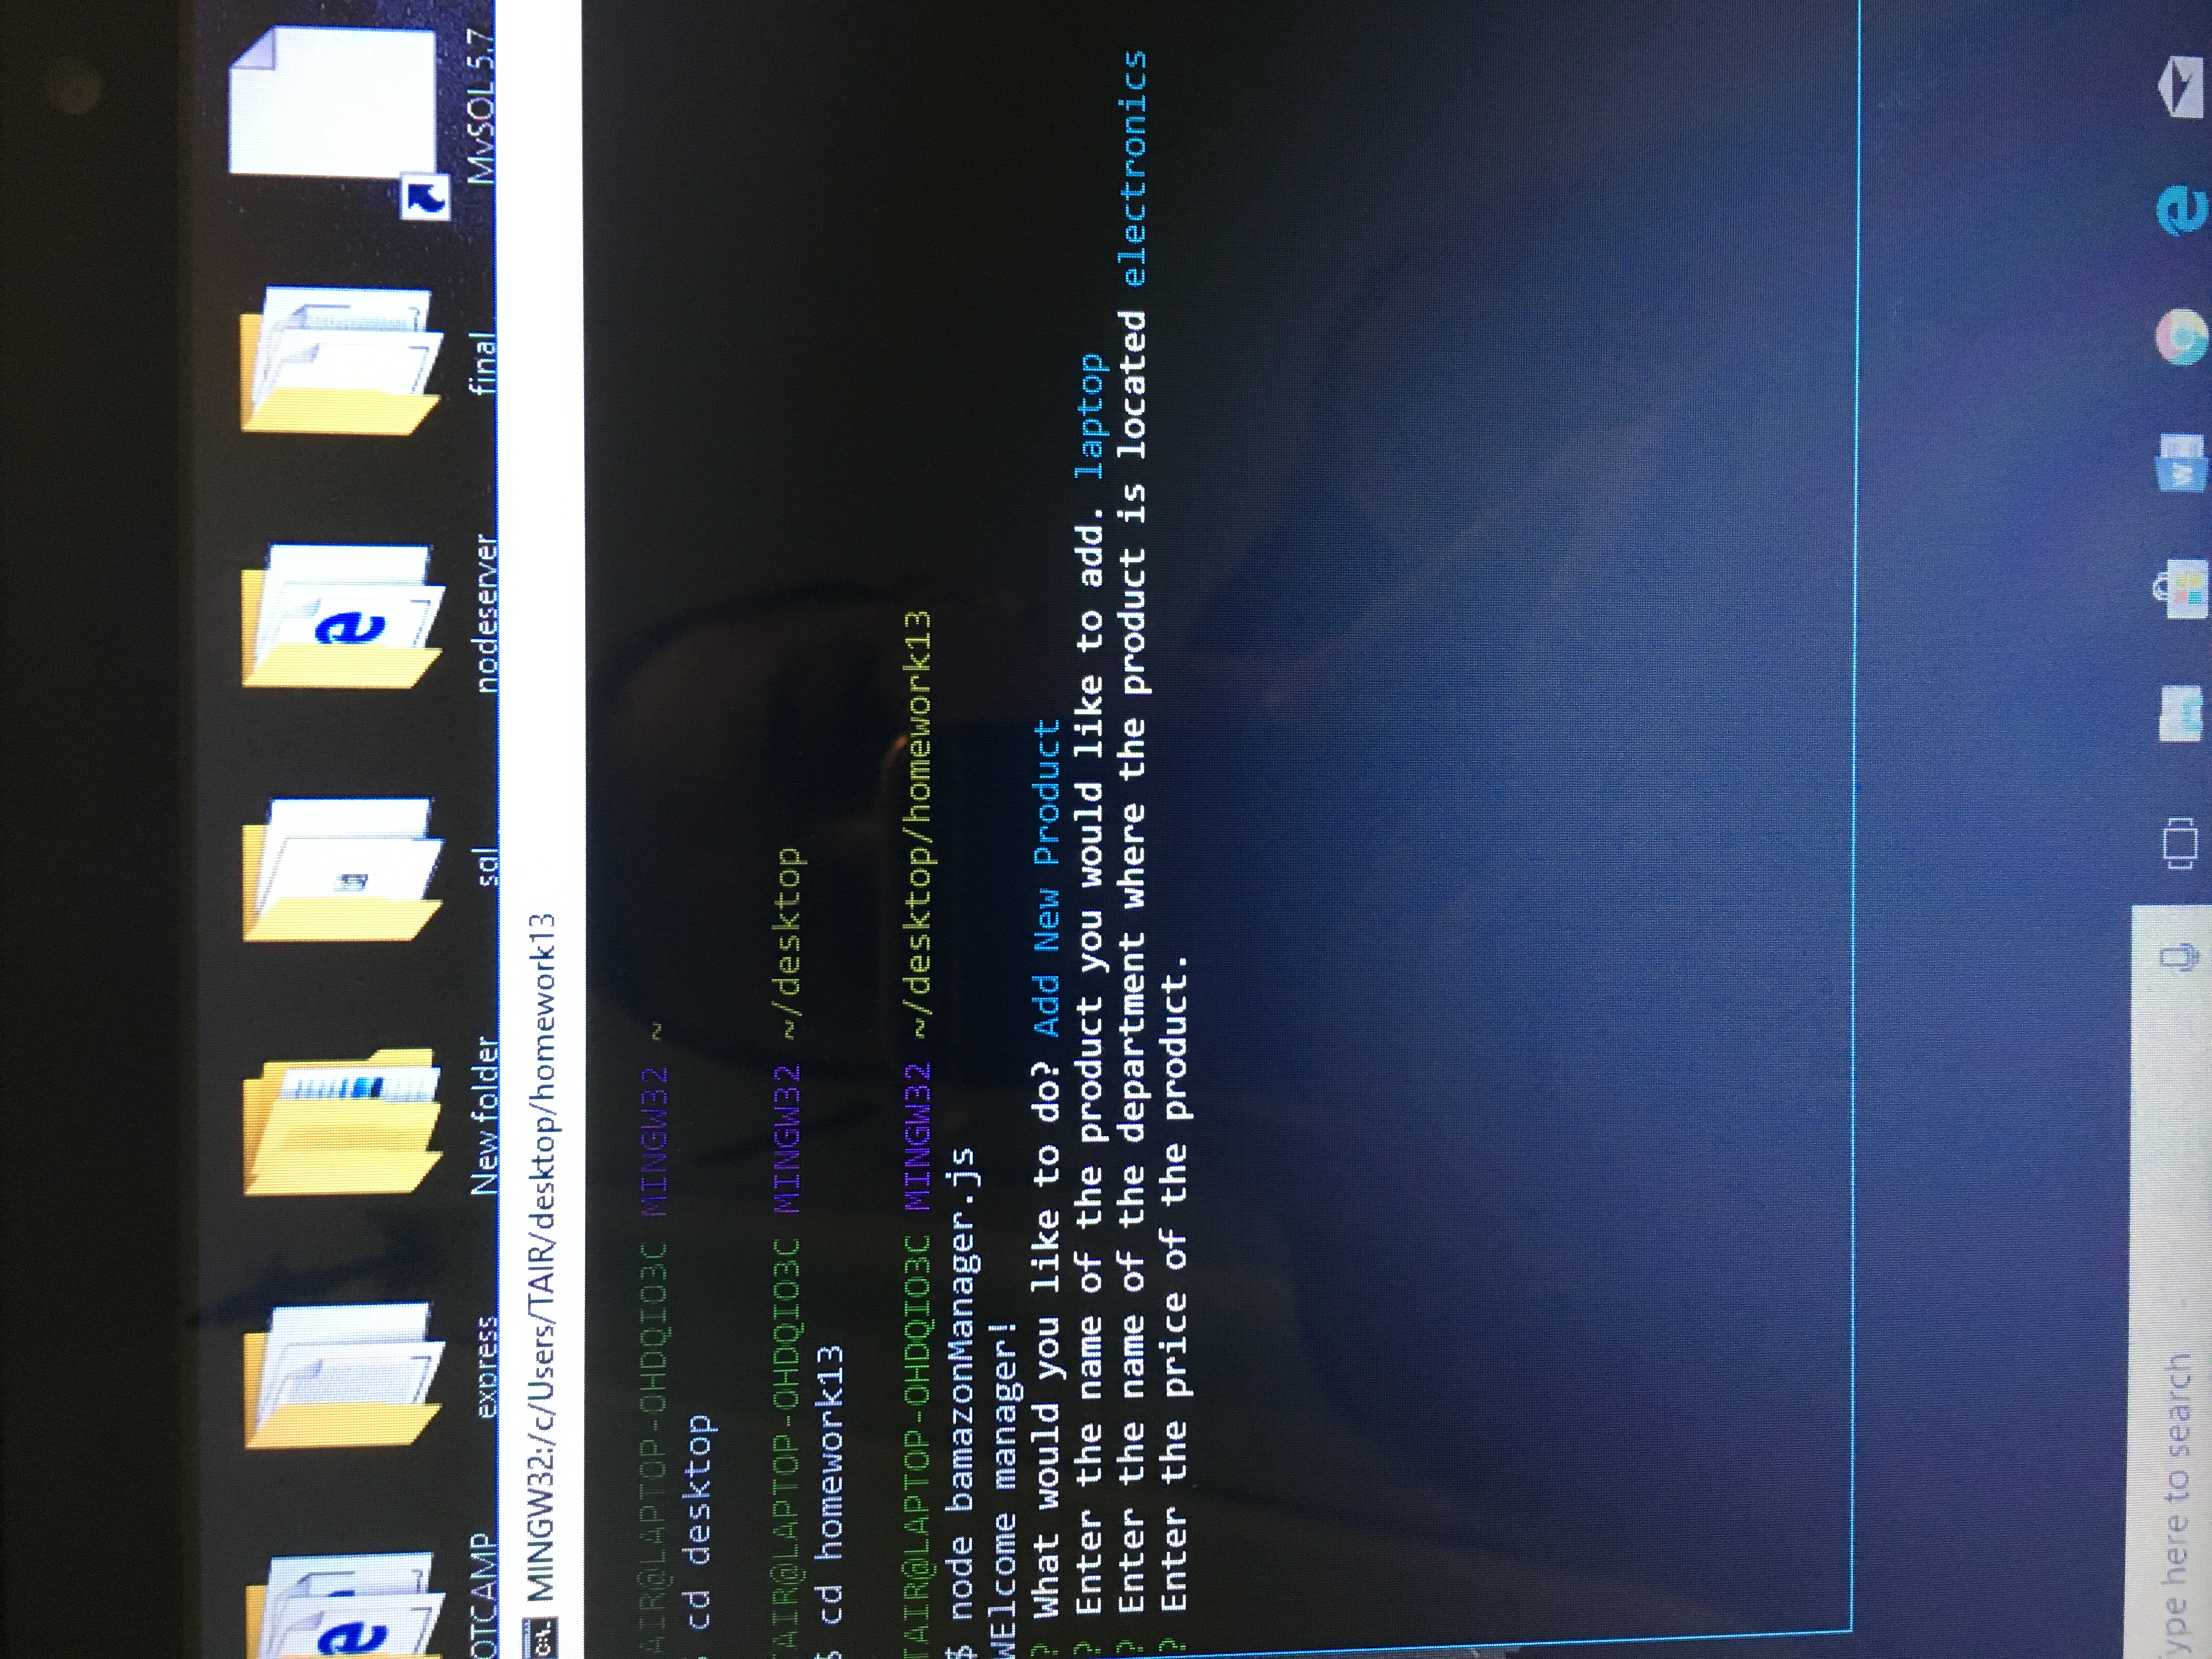 OTCAMP express New folder sql nodeserver final MySQL 5.7
MINGW32:/c/Users/TAIR/desktop/homework13
AIR@LAPTOP-OHDQIO3C MINGW32 ~
$ cd desktop
TAIR@LAPTOP-OHDQIO3C MINGW32 ~/desktop
$ cd homework13
TAIR@LAPTOP-OHDQIO3C MINGW32 ~/desktop/homework13
$ node bamazonManager.js
WElcome manager!
? What would you like to do? Add New Product
? Enter the name of the product you would like to add. laptop
? Enter the name of the department where the product is located electronics
? Enter the price of the product.
ype here to search